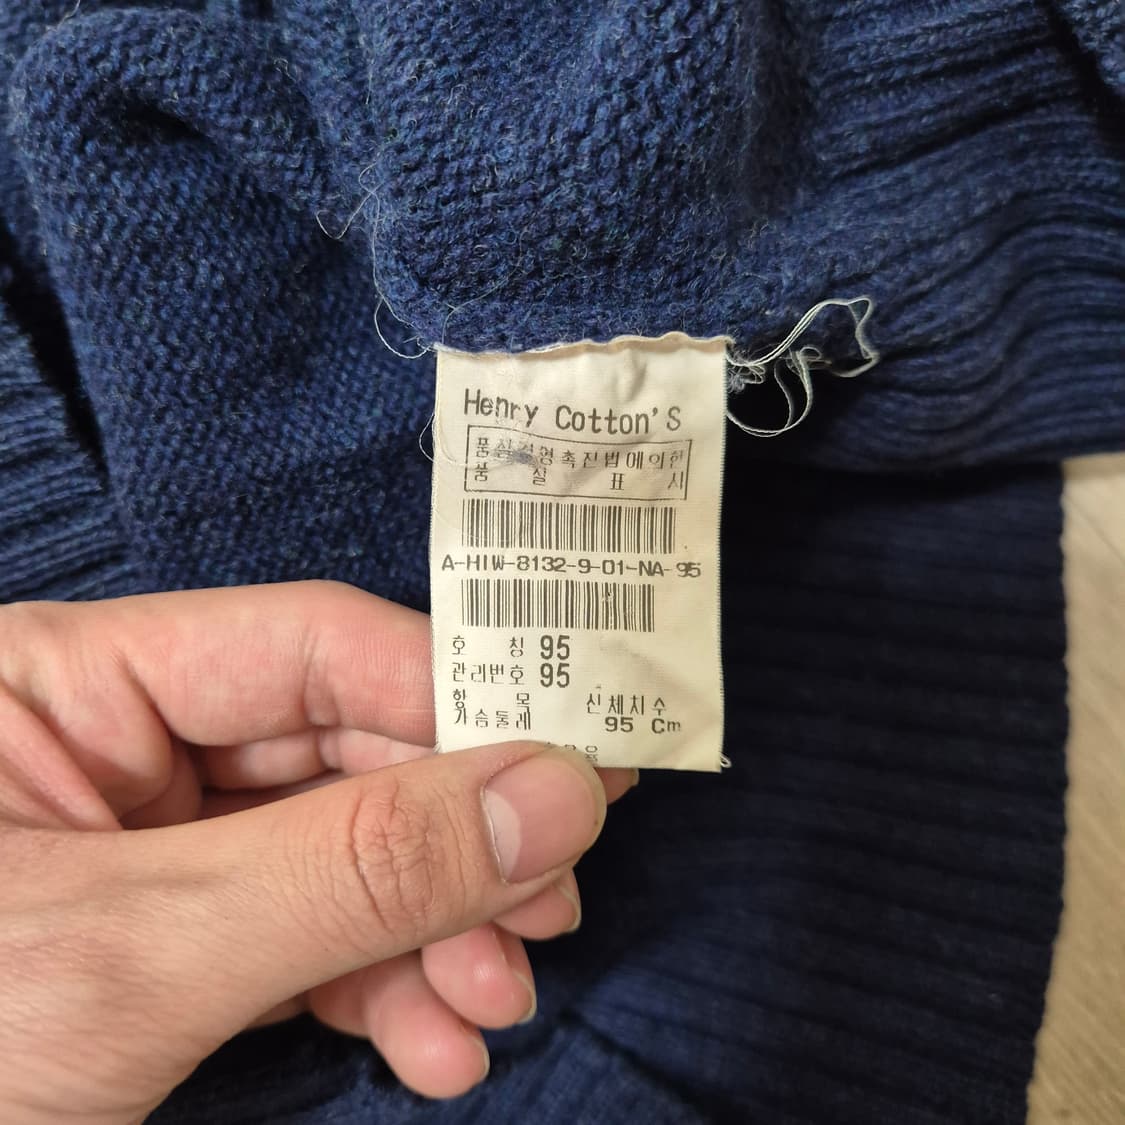 Henry Cotton'S
품질경영촉진법에의한
품 질 표 시
A-HIW-8132-9-01-NA-95
호 칭 95
관리번호 95
항 목 신체치수
가슴둘레 95 Cm